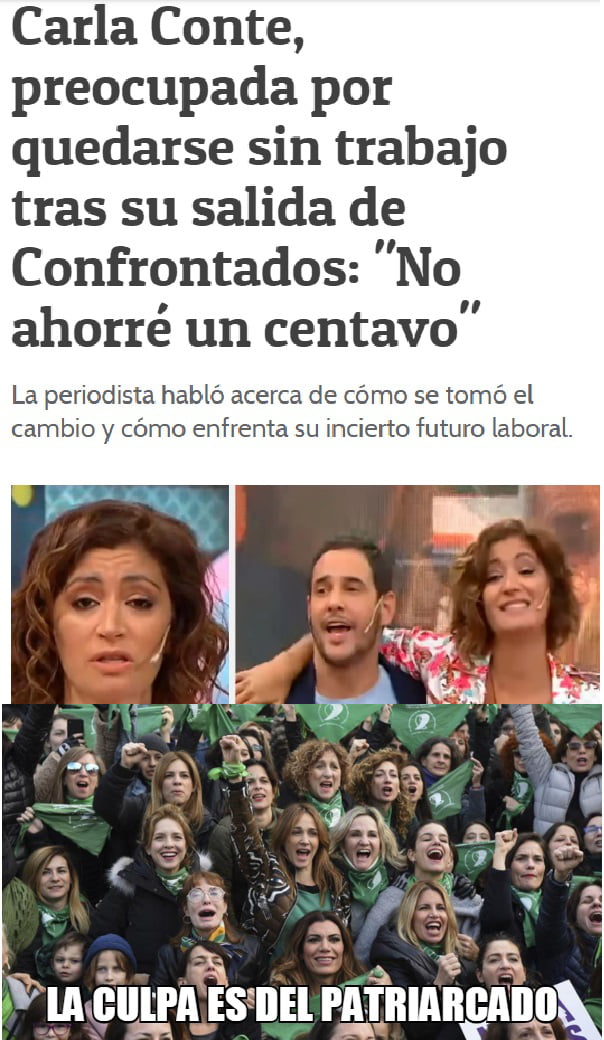 Carla Conte,
preocupada por
quedarse sin trabajo
tras su salida de
Confrontados: "No
ahorré un centavo"
La periodista habló acerca de cómo se tomó el
cambio y cómo enfrenta su incierto futuro laboral.
LA CULPA ES DEL PATRIARCADO